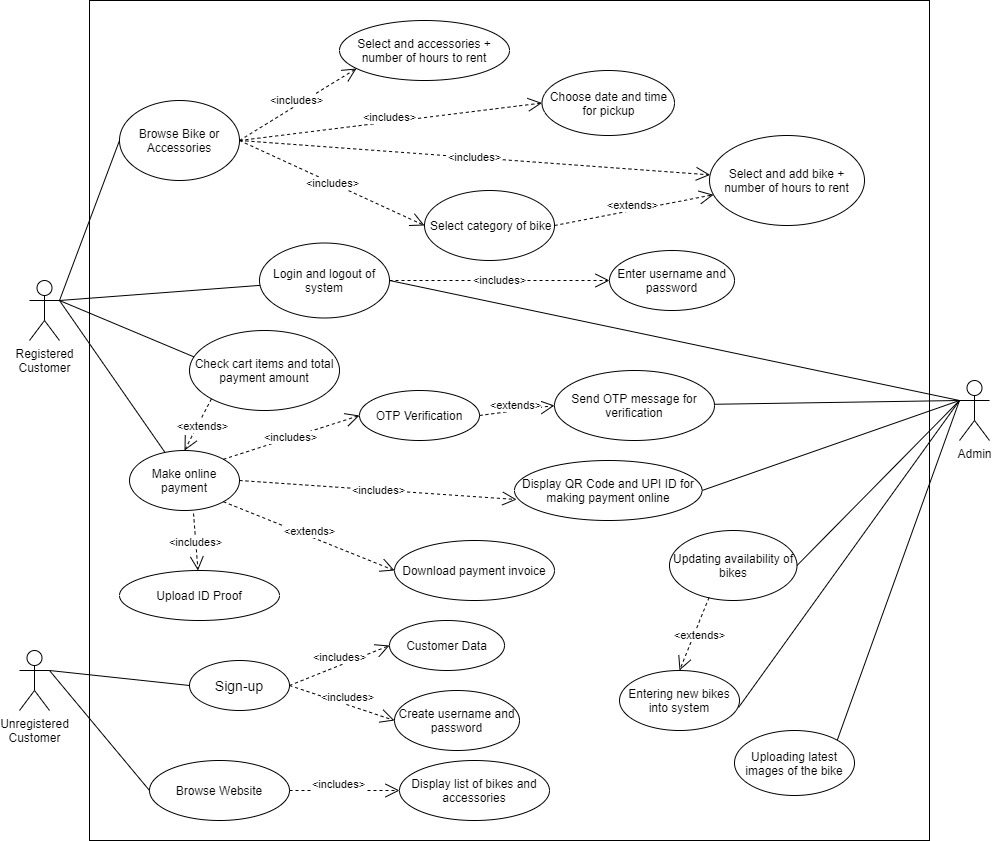 Select and accessories +
number of hours to rent
<includes>
Choose date and time
for pickup
<includes>
Browse Bike or
Accessories
<includes>
Select and add bike +
number of hours to rent
<includes>
<extends>
Select category of bike
Login and logout of
system
<includes>
Enter username and
password
Registered
Customer
Check cart items and total
payment amount
<extends>
OTP Verification
<extends>
Send OTP message for
verification
<includes>
Admin
Make online
payment
<includes>
Display QR Code and UPI ID for
making payment online
<extends>
<includes>
Download payment invoice
Updating availability of
bikes
Upload ID Proof
<extends>
Customer Data
<includes>
Sign-up
<includes>
Create username and
password
Entering new bikes
into system
Unregistered
Customer
Uploading latest
images of the bike
Browse Website
<includes>
Display list of bikes and
accessories